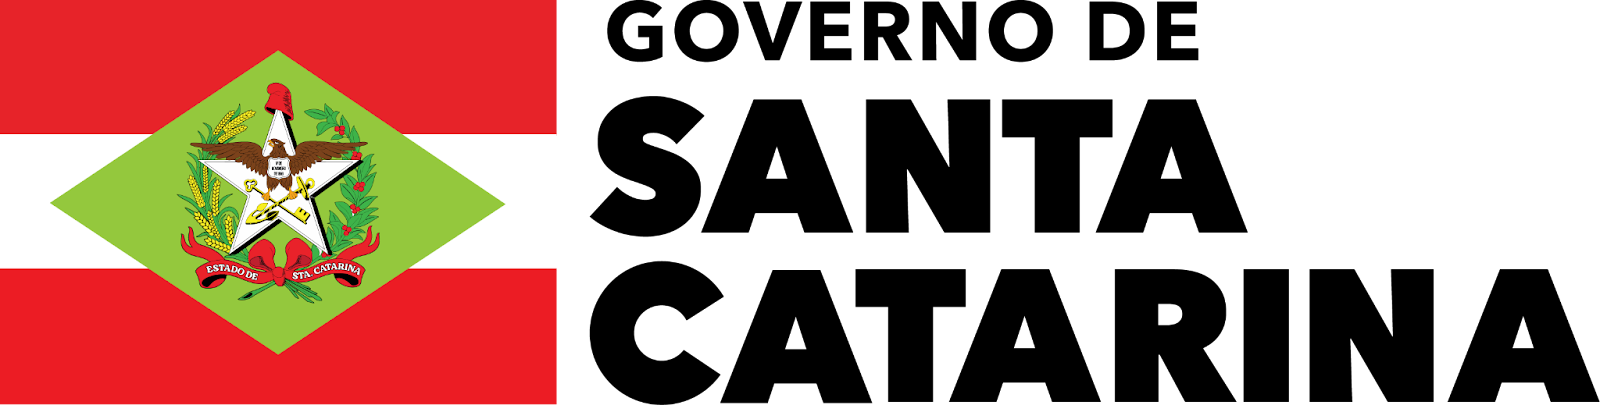 GOVERNO DE
SANTA
CATARINA
ESTADO DE STA. CATARINA